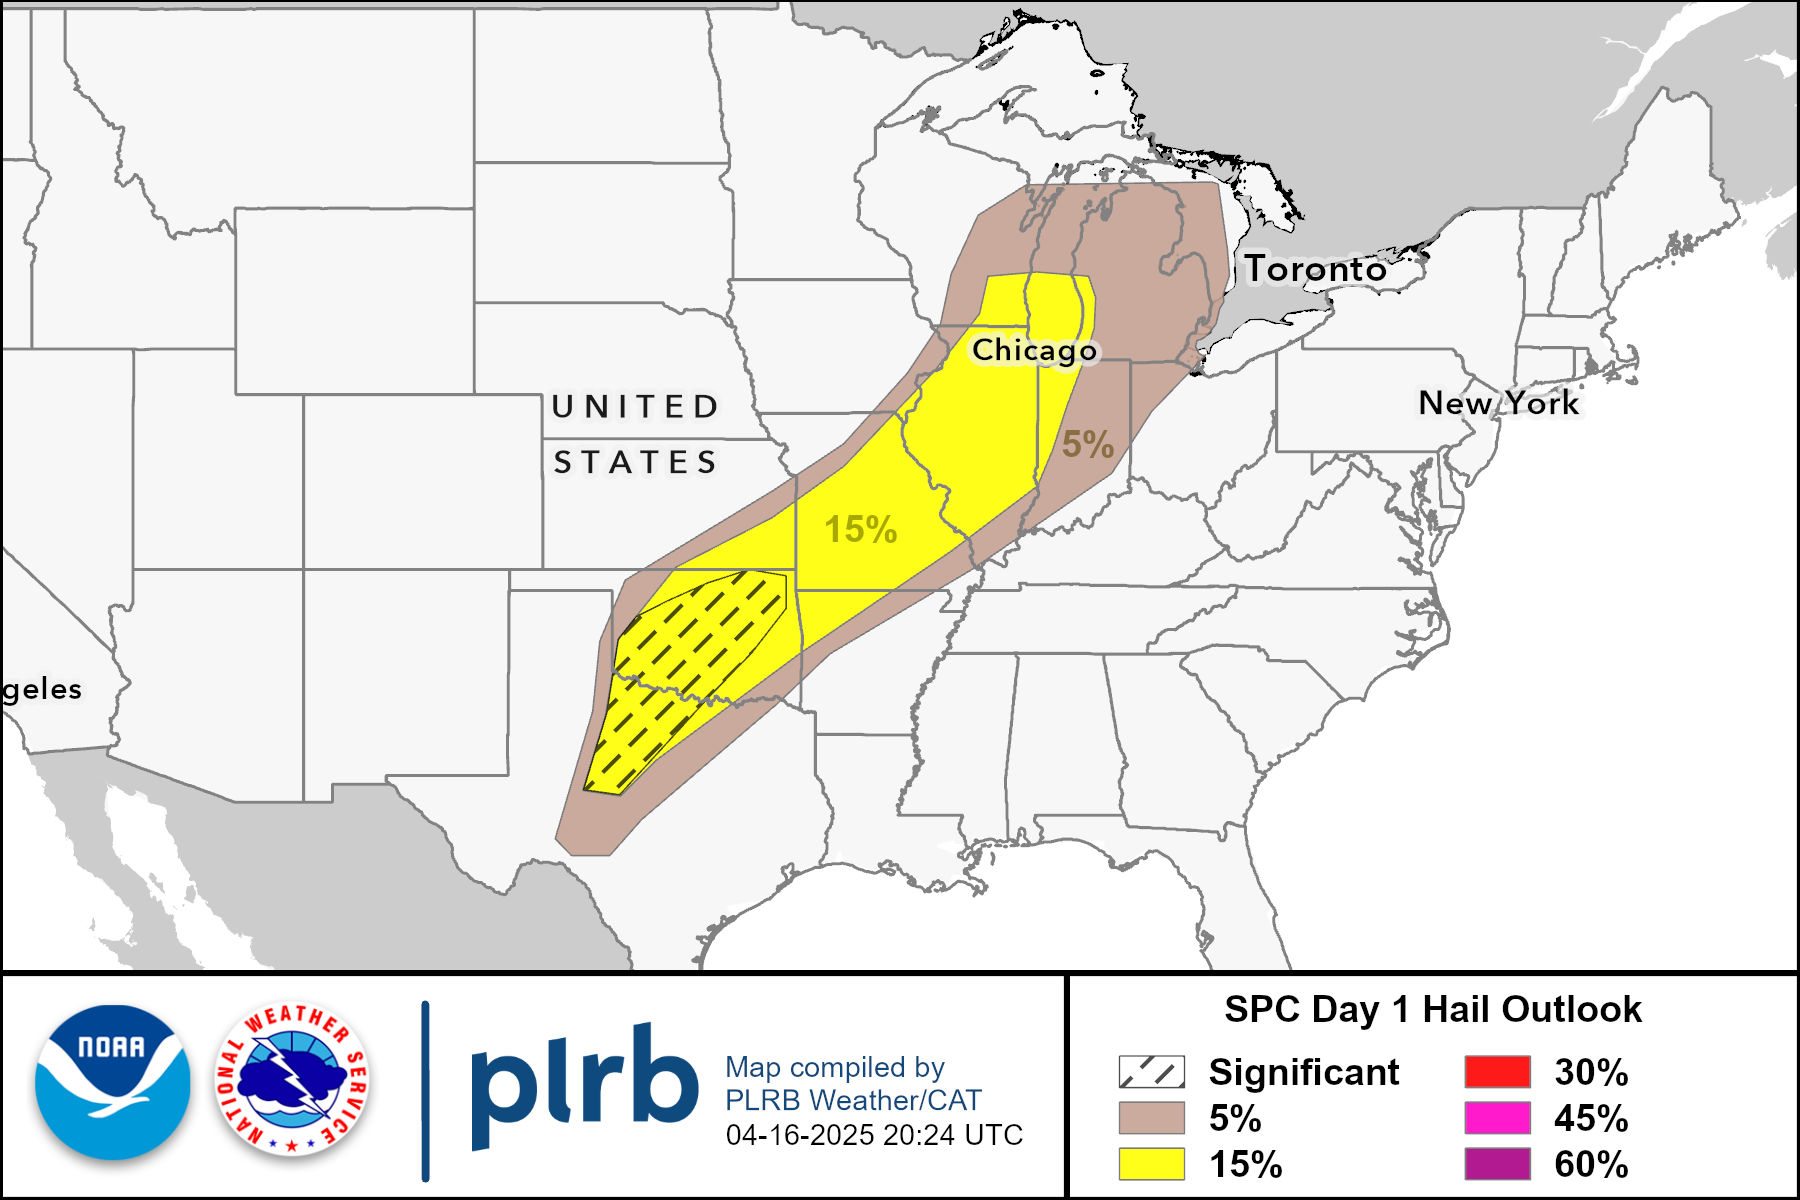 Toronto
Chicago
New York
UNITED
STATES
5%
15%
geles
NOAA
NATIONAL WEATHER SERVICE
plrb
Map compiled by
PLRB Weather/CAT
04-16-2025 20:24 UTC
SPC Day 1 Hail Outlook
Significant
5%
15%
30%
45%
60%